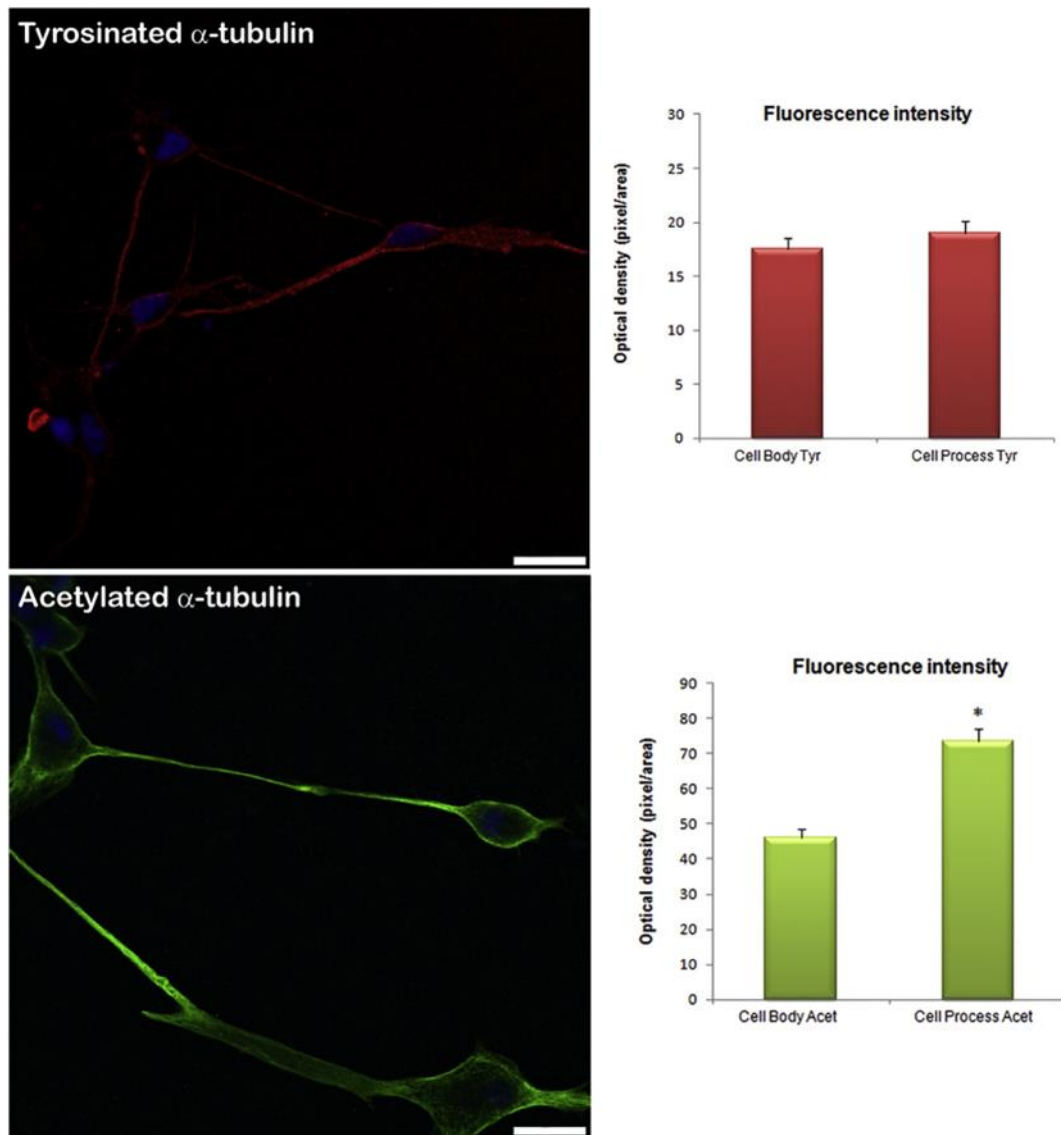 Tyrosinated α-tubulin
Fluorescence intensity
Optical density (pixel/area)
30
25
20
15
10
5
0
Cell Body Tyr
Cell Process Tyr
Acetylated α-tubulin
Fluorescence intensity
Optical density (pixel/area)
90
80
70
60
50
40
30
20
10
0
*
Cell Body Acet
Cell Process Acet